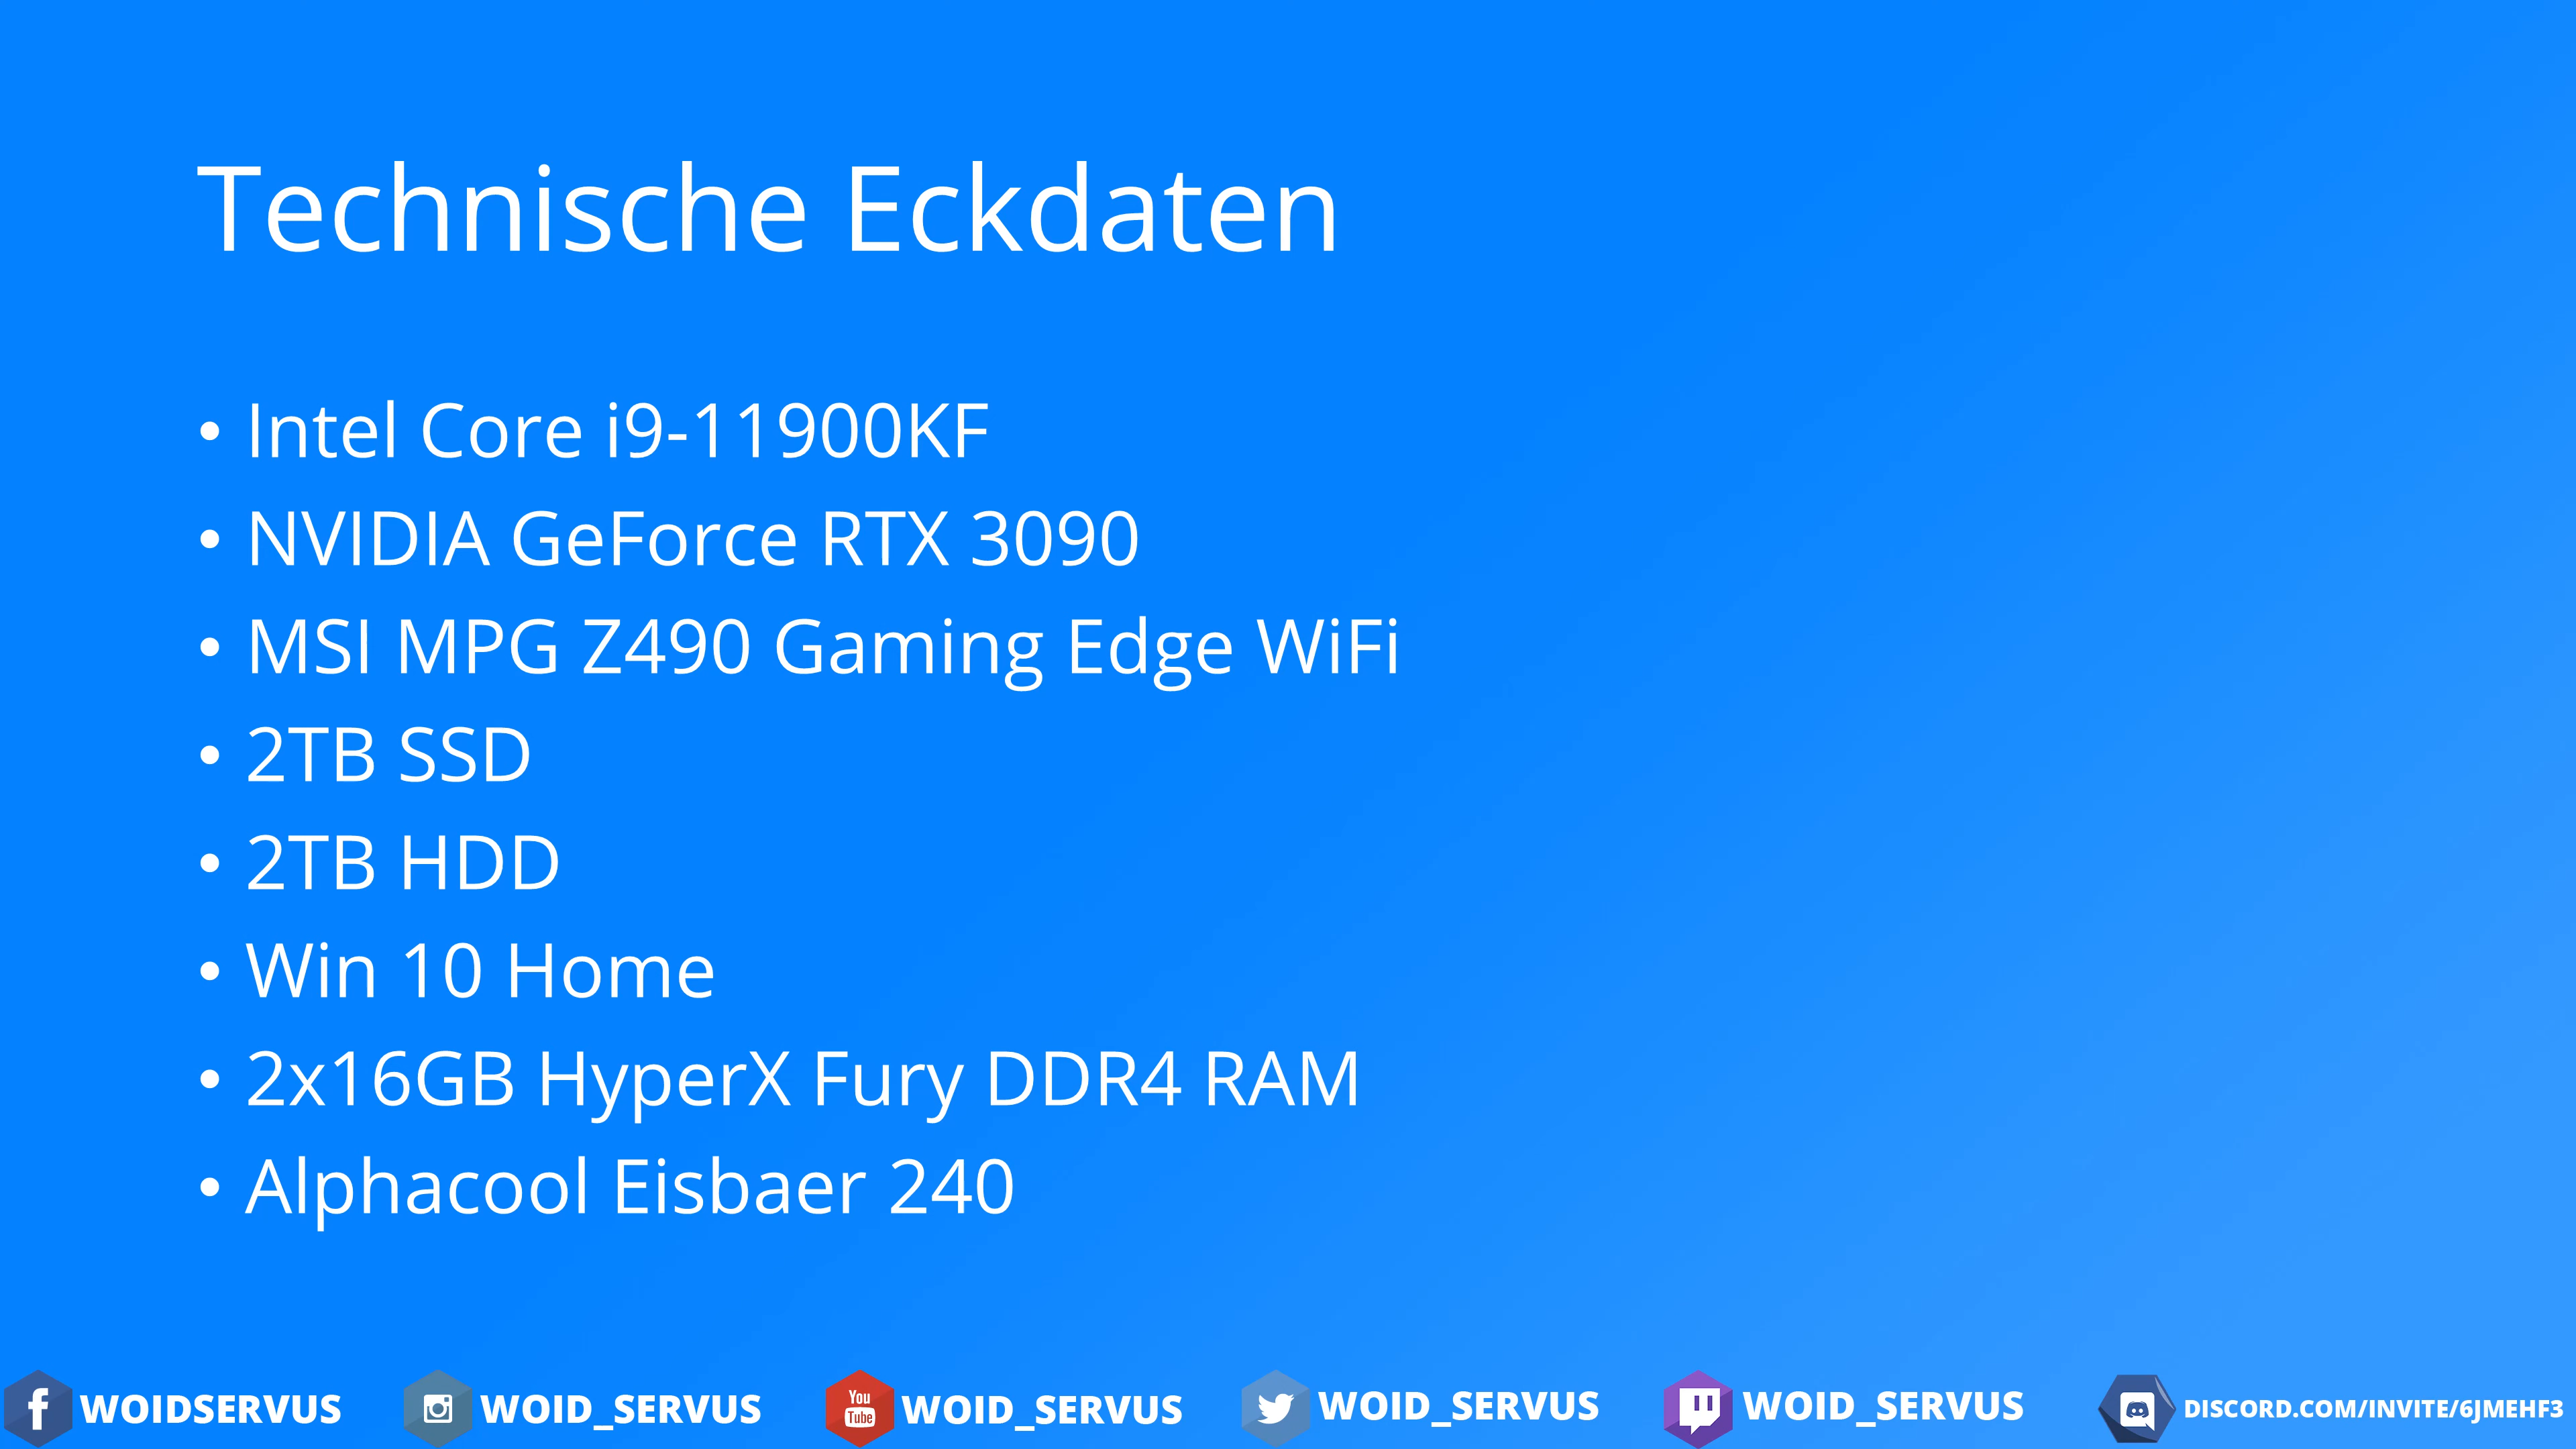 Technische Eckdaten
• Intel Core i9-11900KF
• NVIDIA GeForce RTX 3090
• MSI MPG Z490 Gaming Edge WiFi
• 2TB SSD
• 2TB HDD
• Win 10 Home
• 2x16GB HyperX Fury DDR4 RAM
• Alphacool Eisbaer 240
f WOIDSERVUS WOID_SERVUS You Tube WOID_SERVUS WOID_SERVUS WOID_SERVUS DISCORD.COM/INVITE/6JMEHF3